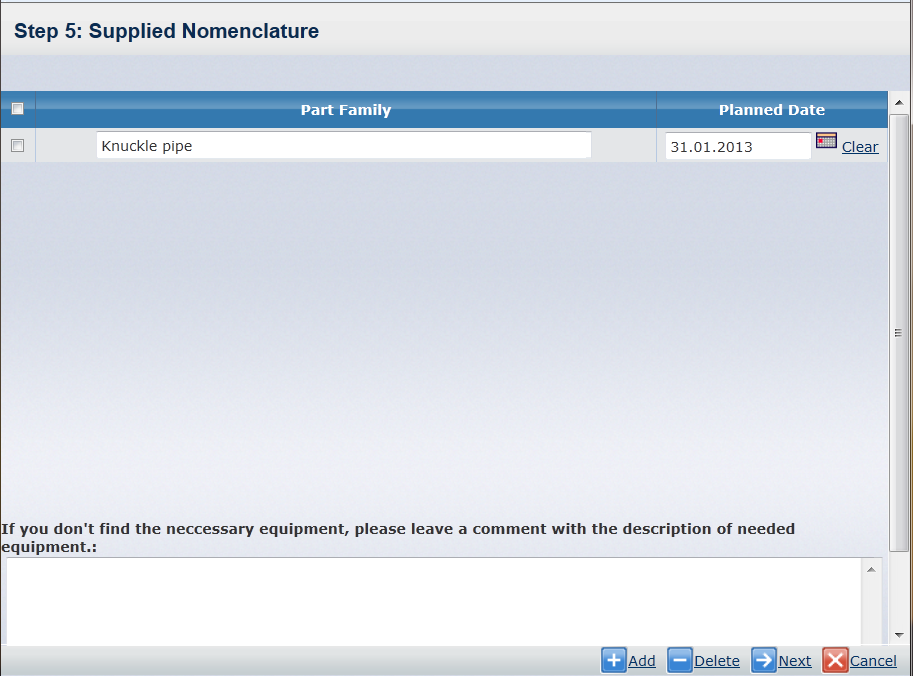 Step 5: Supplied Nomenclature
Part Family Planned Date
Knuckle pipe 31.01.2013 Clear
If you don't find the neccessary equipment, please leave a comment with the description of needed
equipment.:
Add Delete Next Cancel